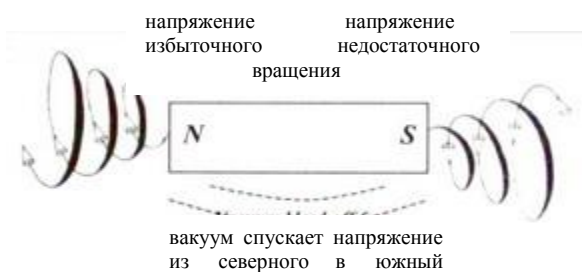 напряжение напряжение
избыточного недостаточного
вращения
N S
вакуум спускает напряжение
из северного в южный